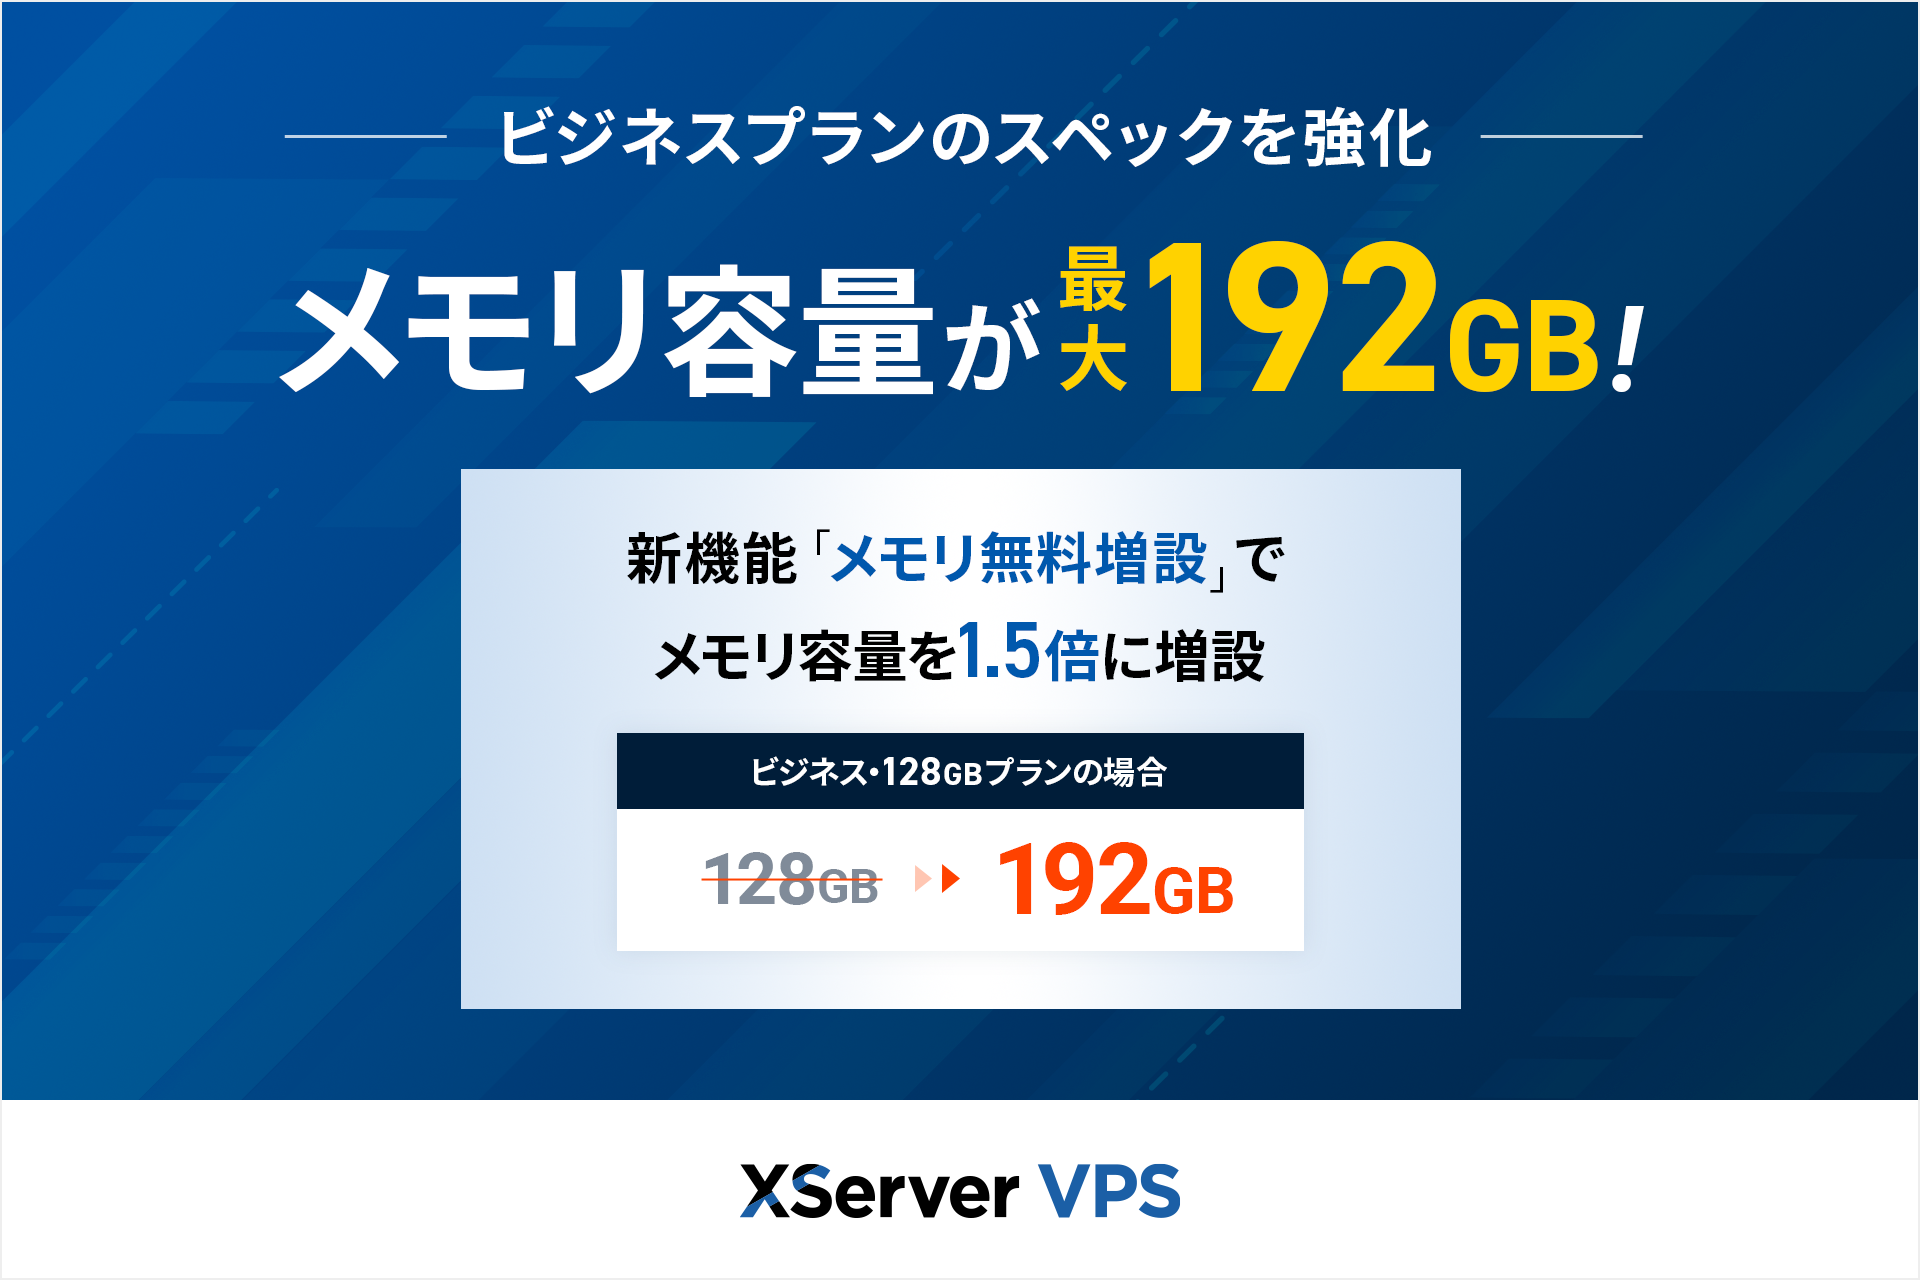 ビジネスプランのスペックを強化
メモリ容量が最大192GB!
新機能「メモリ無料増設」で
メモリ容量を1.5倍に増設
ビジネス・128GBプランの場合
128GB 192GB
XServer VPS